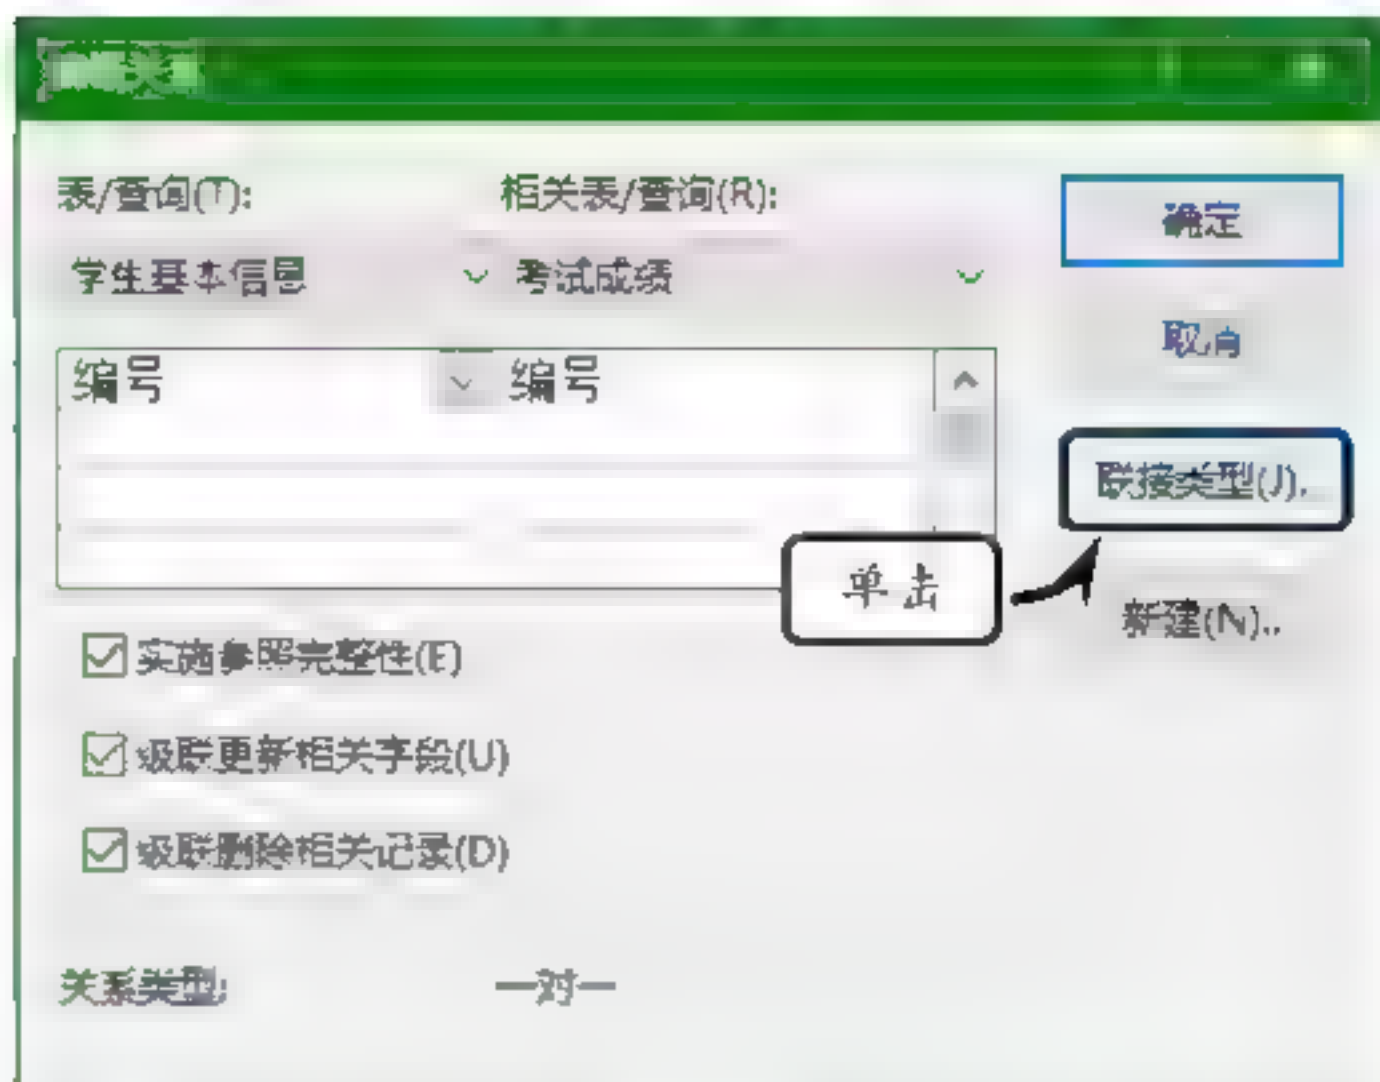 表/查询(T):
相关表/查询(R):
确定
学生基本信息
考试成绩
取消
编号
编号
联接类型(J)..
单击
新建(N)..
实施参照完整性(E)
级联更新相关字段(U)
级联删除相关记录(D)
关系类型:
一对一